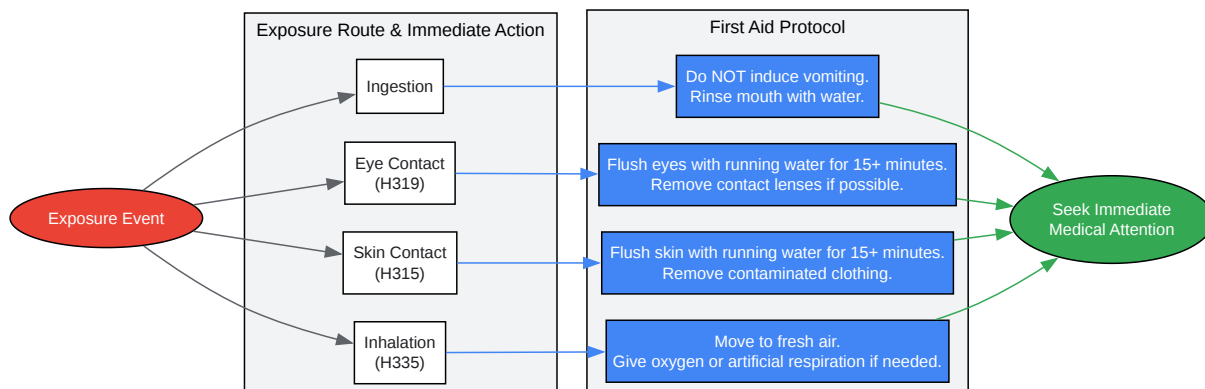 Exposure Route & Immediate Action
First Aid Protocol
Exposure Event
Ingestion
Do NOT induce vomiting.
Rinse mouth with water.
Eye Contact
(H319)
Flush eyes with running water for 15+ minutes.
Remove contact lenses if possible.
Skin Contact
(H315)
Flush skin with running water for 15+ minutes.
Remove contaminated clothing.
Inhalation
(H335)
Move to fresh air.
Give oxygen or artificial respiration if needed.
Seek Immediate
Medical Attention